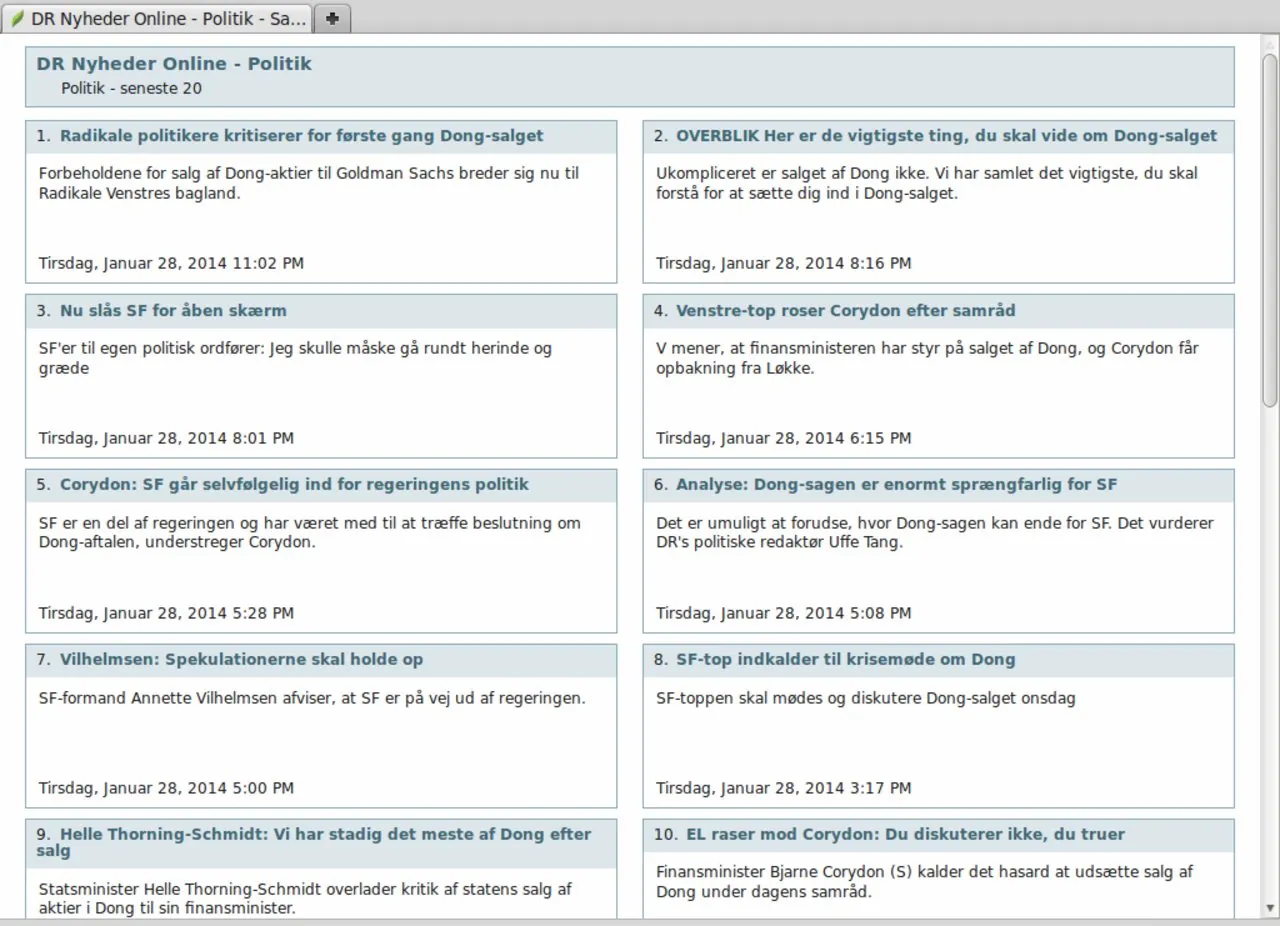 DR Nyheder Online - Politik - Sa...
DR Nyheder Online - Politik
Politik - seneste 20
1. Radikale politikere kritiserer for første gang Dong-salget
Forbeholdene for salg af Dong-aktier til Goldman Sachs breder sig nu til
Radikale Venstres bagland.
Tirsdag, Januar 28, 2014 11:02 PM
2. OVERBLIK Her er de vigtigste ting, du skal vide om Dong-salget
Ukompliceret er salget af Dong ikke. Vi har samlet det vigtigste, du skal
forstå for at sætte dig ind i Dong-salget.
Tirsdag, Januar 28, 2014 8:16 PM
3. Nu slås SF for åben skærm
SF'er til egen politisk ordfører: Jeg skulle måske gå rundt herinde og
græde
Tirsdag, Januar 28, 2014 8:01 PM
4. Venstre-top roser Corydon efter samråd
V mener, at finansministeren har styr på salget af Dong, og Corydon får
opbakning fra Løkke.
Tirsdag, Januar 28, 2014 6:15 PM
5. Corydon: SF går selvfølgelig ind for regeringens politik
SF er en del af regeringen og har været med til at træffe beslutning om
Dong-aftalen, understreger Corydon.
Tirsdag, Januar 28, 2014 5:28 PM
6. Analyse: Dong-sagen er enormt sprængfarlig for SF
Det er umuligt at forudse, hvor Dong-sagen kan ende for SF. Det vurderer
DR's politiske redaktør Uffe Tang.
Tirsdag, Januar 28, 2014 5:08 PM
7. Vilhelmsen: Spekulationerne skal holde op
SF-formand Annette Vilhelmsen afviser, at SF er på vej ud af regeringen.
Tirsdag, Januar 28, 2014 5:00 PM
8. SF-top indkalder til krisemøde om Dong
SF-toppen skal mødes og diskutere Dong-salget onsdag
Tirsdag, Januar 28, 2014 3:17 PM
9. Helle Thorning-Schmidt: Vi har stadig det meste af Dong efter
salg
Statsminister Helle Thorning-Schmidt overlader kritik af statens salg af
aktier i Dong til sin finansminister.
10. EL raser mod Corydon: Du diskuterer ikke, du truer
Finansminister Bjarne Corydon (S) kalder det hasard at udsætte salg af
Dong under dagens samråd.